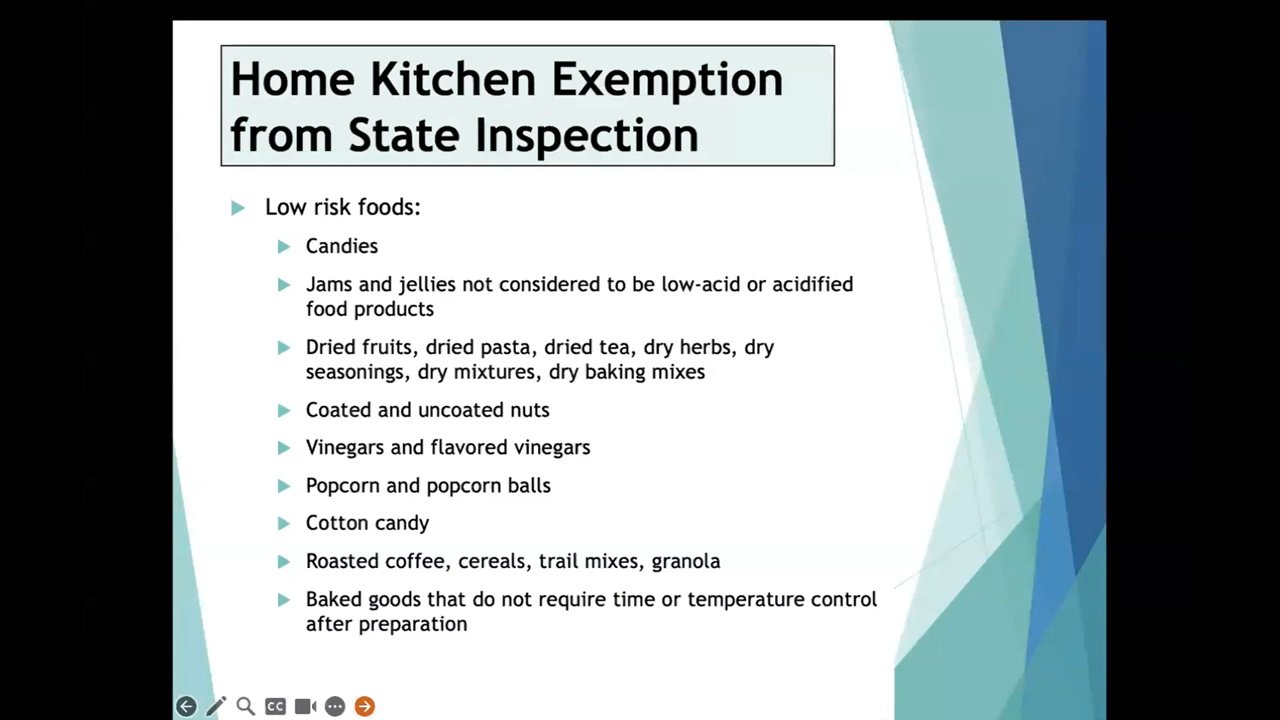 Home Kitchen Exemption
from State Inspection
Low risk foods:
Candies
Jams and jellies not considered to be low-acid or acidified
food products
Dried fruits, dried pasta, dried tea, dry herbs, dry
seasonings, dry mixtures, dry baking mixes
Coated and uncoated nuts
Vinegars and flavored vinegars
Popcorn and popcorn balls
Cotton candy
Roasted coffee, cereals, trail mixes, granola
Baked goods that do not require time or temperature control
after preparation
CC